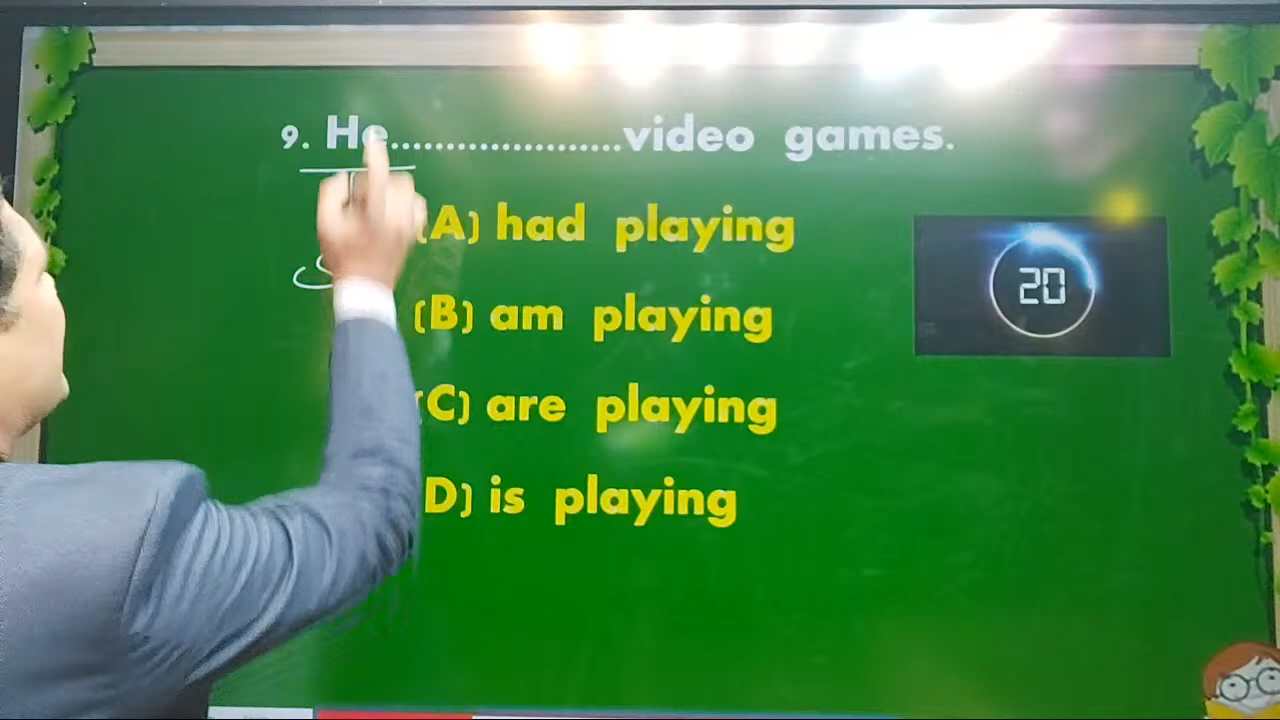 9. He.....................video games.
(A) had playing
20
(B) am playing
(C) are playing
D) is playing